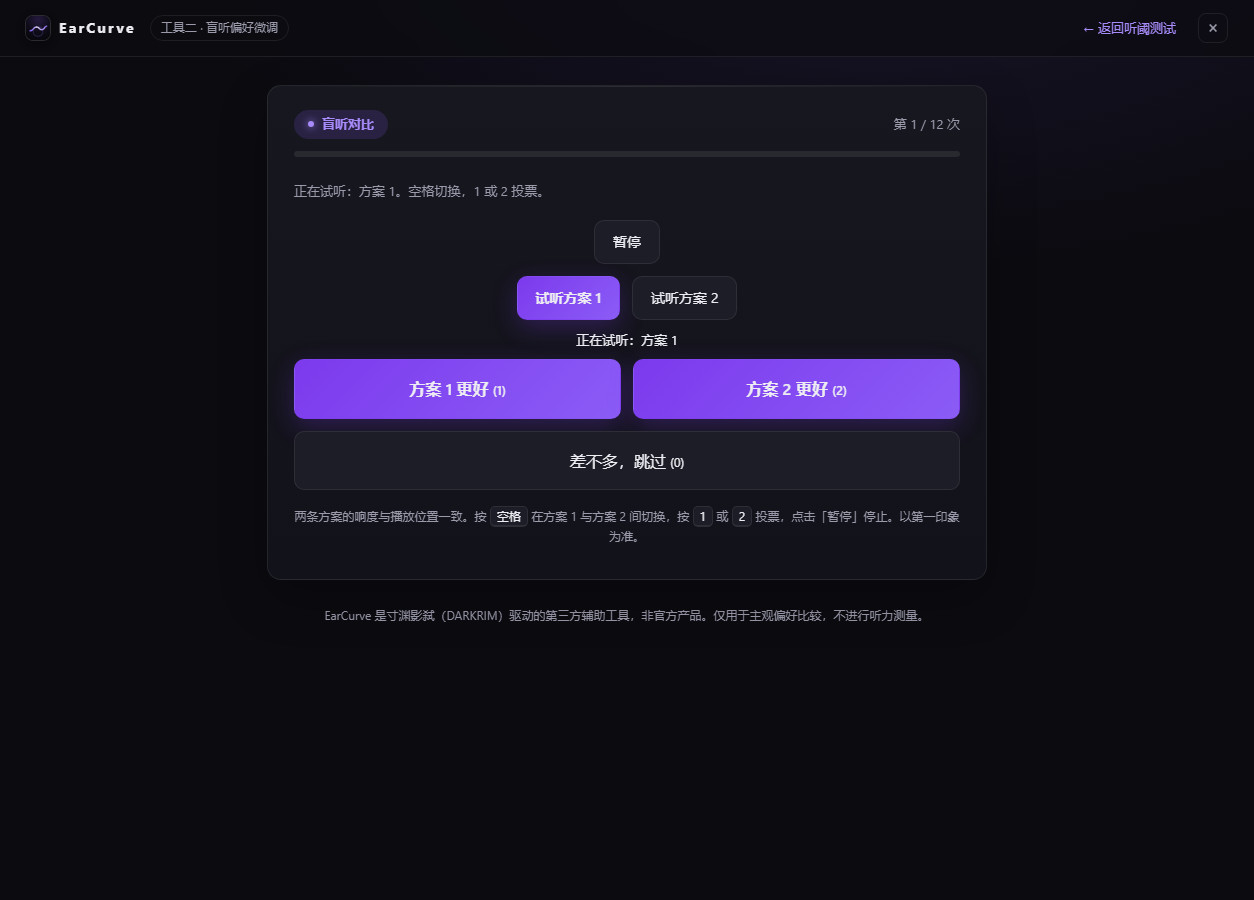 EarCurve
工具二 · 盲听偏好微调
← 返回听阈测试
×
盲听对比
第 1 / 12 次
正在试听：方案 1。空格切换，1 或 2 投票。
暂停
试听方案 1
试听方案 2
正在试听：方案 1
方案 1 更好 (1)
方案 2 更好 (2)
差不多，跳过 (0)
两条方案的响度与播放位置一致。按 空格 在方案 1 与方案 2 间切换，按 1 或 2 投票，点击「暂停」停止。以第一印象
为准。
EarCurve 是寸渊影弑（DARKRIM）驱动的第三方辅助工具，非官方产品。仅用于主观偏好比较，不进行听力测量。